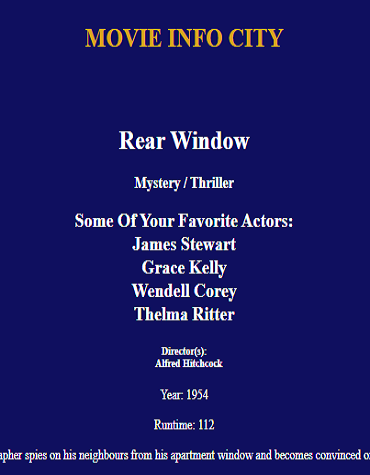 MOVIE INFO CITY
Rear Window
Mystery / Thriller
Some Of Your Favorite Actors:
James Stewart
Grace Kelly
Wendell Corey
Thelma Ritter
Director(s):
Alfred Hitchcock
Year: 1954
Runtime: 112
spies on his neighbours from his apartment window and becomes convinced